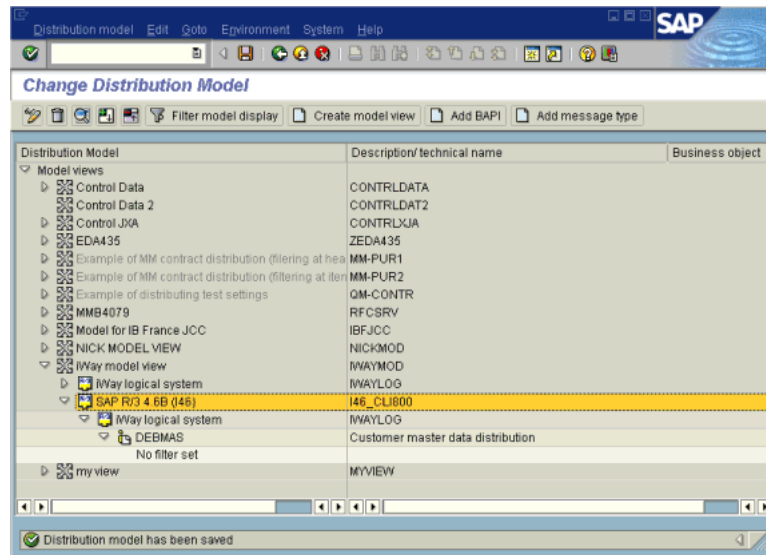 Distribution model Edit Goto Environment System Help
SAP
Change Distribution Model
Filter model display Create model view Add BAPI Add message type
Distribution Model Description/technical name Business object
Model views
Control Data CONTRLDATA
Control Data 2 CONTRLDAT2
Control JXA CONTRLXJA
EDA435 ZEDA435
Example of MM contract distribution (filering at hea MM-PUR1
Example of MM contract distribution (filtering at iten MM-PUR2
Example of distributing test settings QM-CONTR
MMB4079 RFCSRV
Model for IB France JCC IBFJCC
NICK MODEL VIEW NICKMOD
iWay model view IWAYMOD
iWay logical system IWAYLOG
SAP R/3 4.6B (I46) I46_CLI800
iWay logical system IWAYLOG
DEBMAS Customer master data distribution
No filter set
my view MYVIEW
Distribution model has been saved